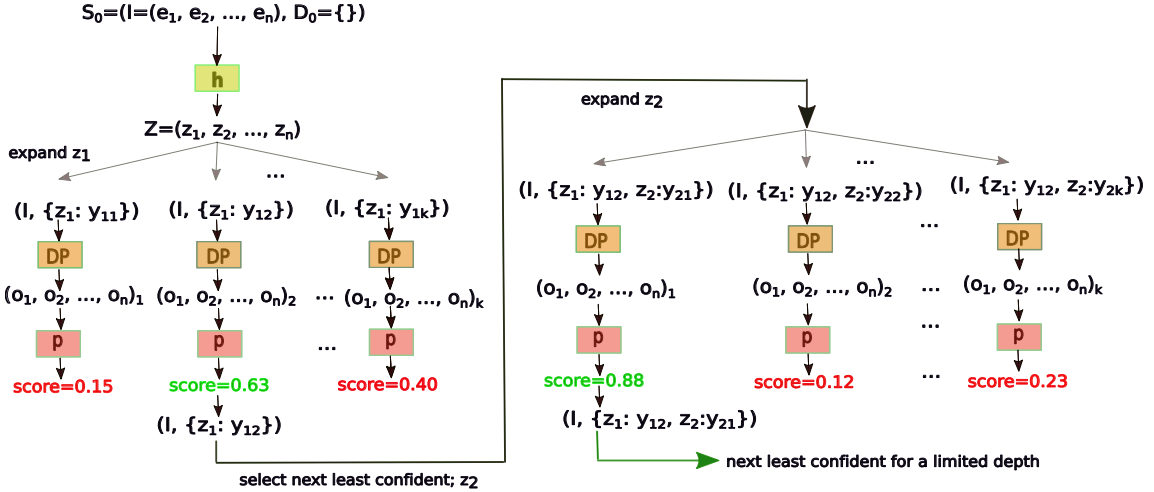 S₀=(I=(e₁, e₂, ..., eₙ), D₀={})
h
Z=(z₁, z₂, ..., zₙ)
expand z₁
...
(I, {z₁: y₁₁}) (I, {z₁: y₁₂}) (I, {z₁: y₁ₖ})
DP DP DP
(o₁, o₂, ..., oₙ)₁ (o₁, o₂, ..., oₙ)₂ ... (o₁, o₂, ..., oₙ)ₖ
p p ... p
score=0.15 score=0.63 score=0.40
(I, {z₁: y₁₂})
select next least confident; z₂
expand z₂
...
(I, {z₁: y₁₂, z₂:y₂₁}) (I, {z₁: y₁₂, z₂:y₂₂}) (I, {z₁: y₁₂, z₂:y₂ₖ})
...
DP DP DP
(o₁, o₂, ..., oₙ)₁ (o₁, o₂, ..., oₙ)₂ ... (o₁, o₂, ..., oₙ)ₖ
p p ... p
score=0.88 score=0.12 ... score=0.23
(I, {z₁: y₁₂, z₂:y₂₁})
next least confident for a limited depth